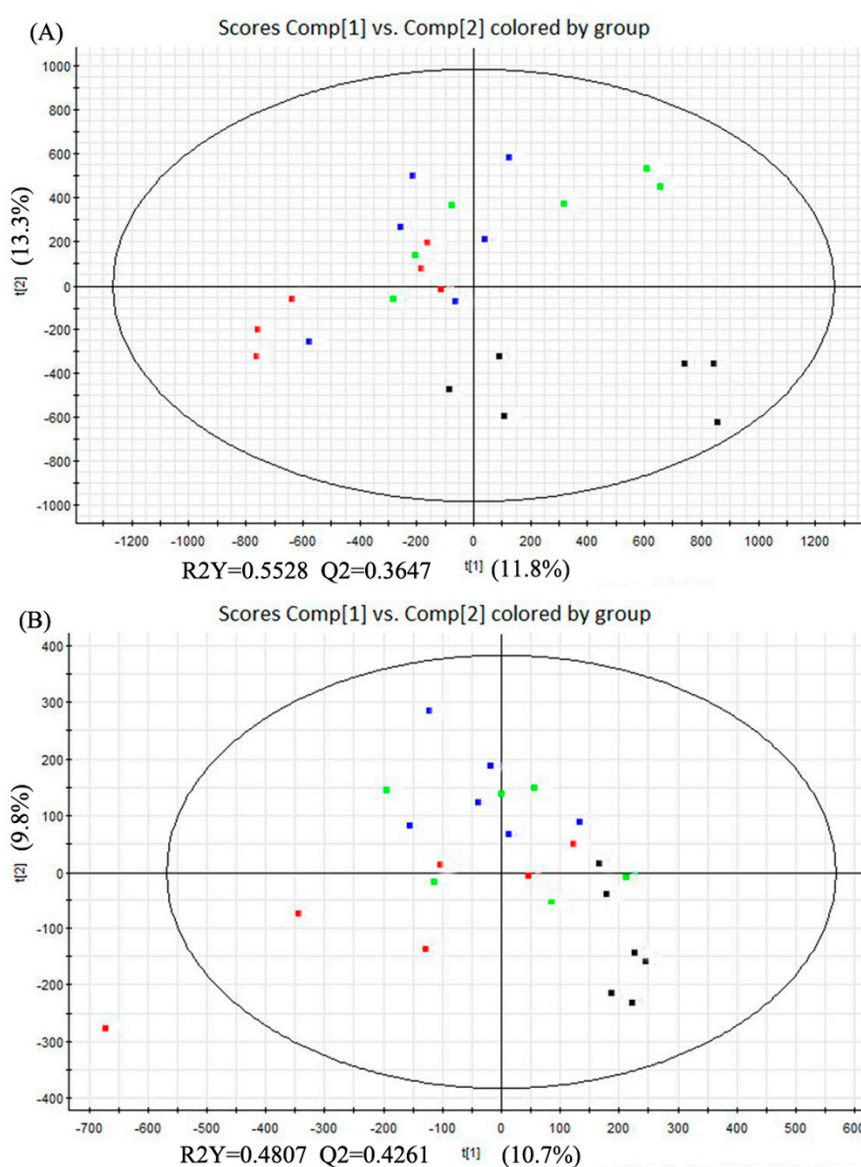 (A)
Scores Comp[1] vs. Comp[2] colored by group
1000
800
600
400
200
0
-200
-400
-600
-800
-1000
t[2] (13.3%)
-1200 -1000 -800 -600 -400 -200 0 200 400 600 800 1000 1200
R2Y=0.5528 Q2=0.3647 t[1] (11.8%)
(B)
Scores Comp[1] vs. Comp[2] colored by group
400
300
200
100
0
-100
-200
-300
-400
t[2] (9.8%)
-700 -600 -500 -400 -300 -200 -100 0 100 200 300 400 500 600
R2Y=0.4807 Q2=0.4261 t[1] (10.7%)